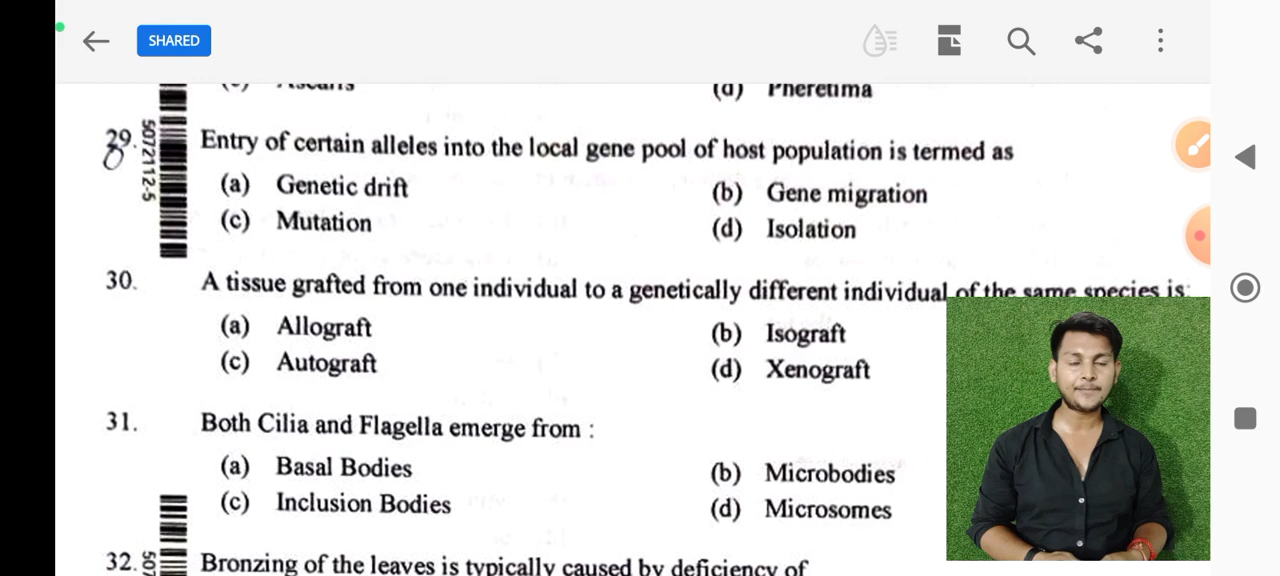 SHARED
(d) Pheretima
29. Entry of certain alleles into the local gene pool of host population is termed as
(a) Genetic drift (b) Gene migration
(c) Mutation (d) Isolation
5072112-5
30. A tissue grafted from one individual to a genetically different individual of the same species is:
(a) Allograft (b) Isograft
(c) Autograft (d) Xenograft
31. Both Cilia and Flagella emerge from :
(a) Basal Bodies (b) Microbodies
(c) Inclusion Bodies (d) Microsomes
32. Bronzing of the leaves is typically caused by deficiency of
507